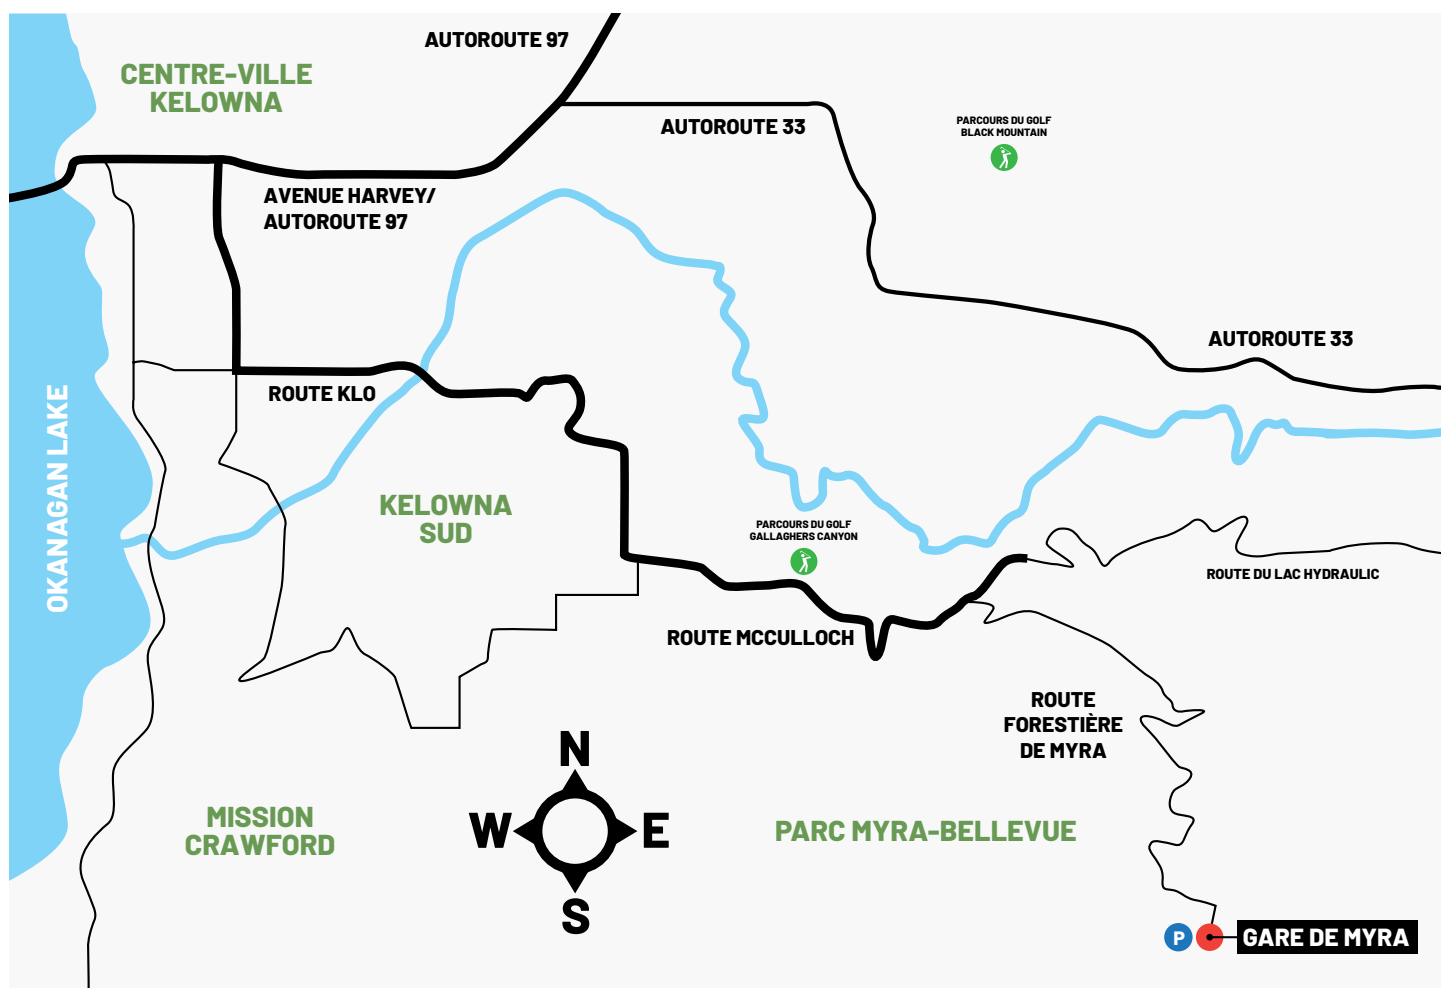 AUTOROUTE 97
CENTRE-VILLE
KELOWNA
PARCOURS DU GOLF
BLACK MOUNTAIN
AUTOROUTE 33
AVENUE HARVEY/
AUTOROUTE 97
AUTOROUTE 33
ROUTE KLO
OKANAGAN LAKE
KELOWNA
SUD
PARCOURS DU GOLF
GALLAGHERS CANYON
ROUTE DU LAC HYDRAULIC
ROUTE MCCULLOCH
ROUTE
FORESTIÈRE
DE MYRA
N
W
E
S
MISSION
CRAWFORD
PARC MYRA-BELLEVUE
P
GARE DE MYRA